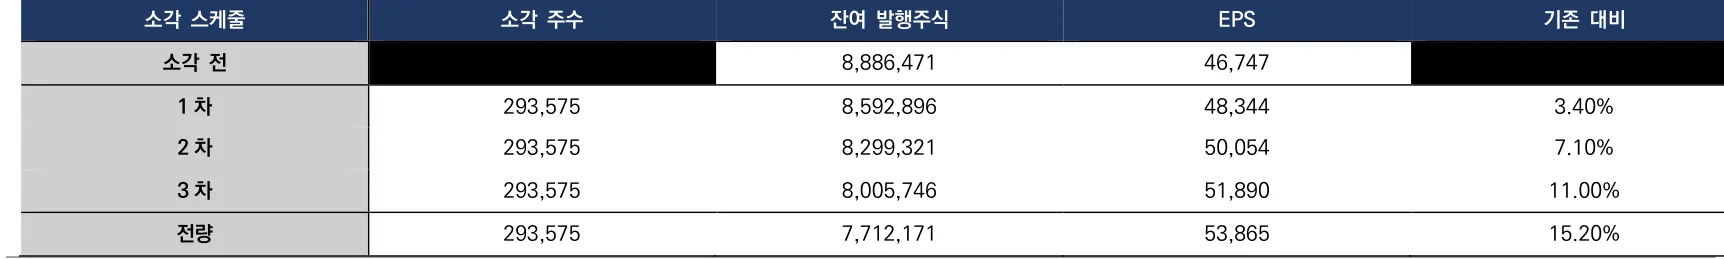 소각 스케줄 소각 주수 잔여 발행주식 EPS 기존 대비
소각 전 8,886,471 46,747
1차 293,575 8,592,896 48,344 3.40%
2차 293,575 8,299,321 50,054 7.10%
3차 293,575 8,005,746 51,890 11.00%
전량 293,575 7,712,171 53,865 15.20%